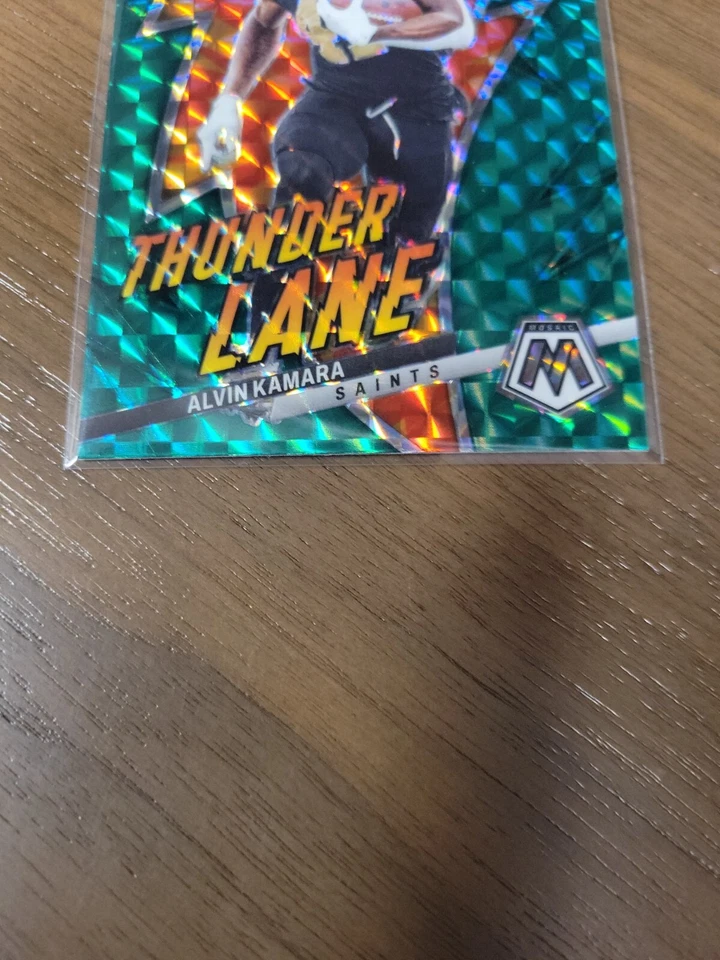 THUNDER
LANE
ALVIN KAMARA
SAINTS
MOSAIC
M